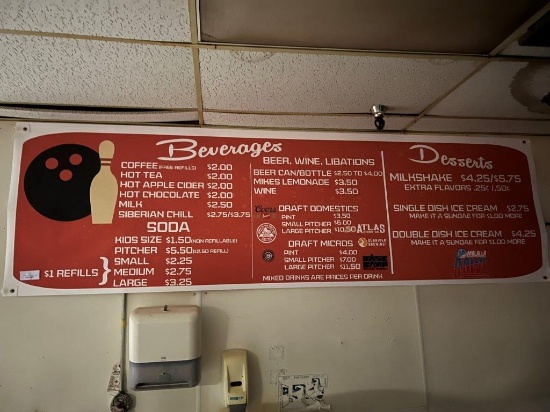 Beverages
COFFEE (FREE REFILLS) $2.00
HOT TEA $2.00
HOT APPLE CIDER $2.00
HOT CHOCOLATE $2.00
MILK $2.50
SIBERIAN CHILL $2.75/$3.75
SODA
KIDS SIZE $1.50 (NON REFILLABLE)
PITCHER $5.50 ($2.50 REFILL)
$1 REFILLS
SMALL $2.25
MEDIUM $2.75
LARGE $3.25
BEER, WINE, LIBATIONS
BEER CAN/BOTTLE $2.50 TO $4.00
MIKES LEMONADE $3.50
WINE $3.50
DRAFT DOMESTICS
PINT $3.50
SMALL PITCHER $6.00
LARGE PITCHER $10.50
Coors
ATLAS
DRAFT MICROS
PINT $4.00
SMALL PITCHER $7.00
LARGE PITCHER $11.50
MIXED DRINKS ARE PRICES PER DRINK
Desserts
MILKSHAKE $4.25/$5.75
EXTRA FLAVORS .25¢ \ .50¢
SINGLE DISH ICE CREAM $2.75
MAKE IT A SUNDAE FOR $1.00 MORE
DOUBLE DISH ICE CREAM $4.25
MAKE IT A SUNDAE FOR $1.00 MORE